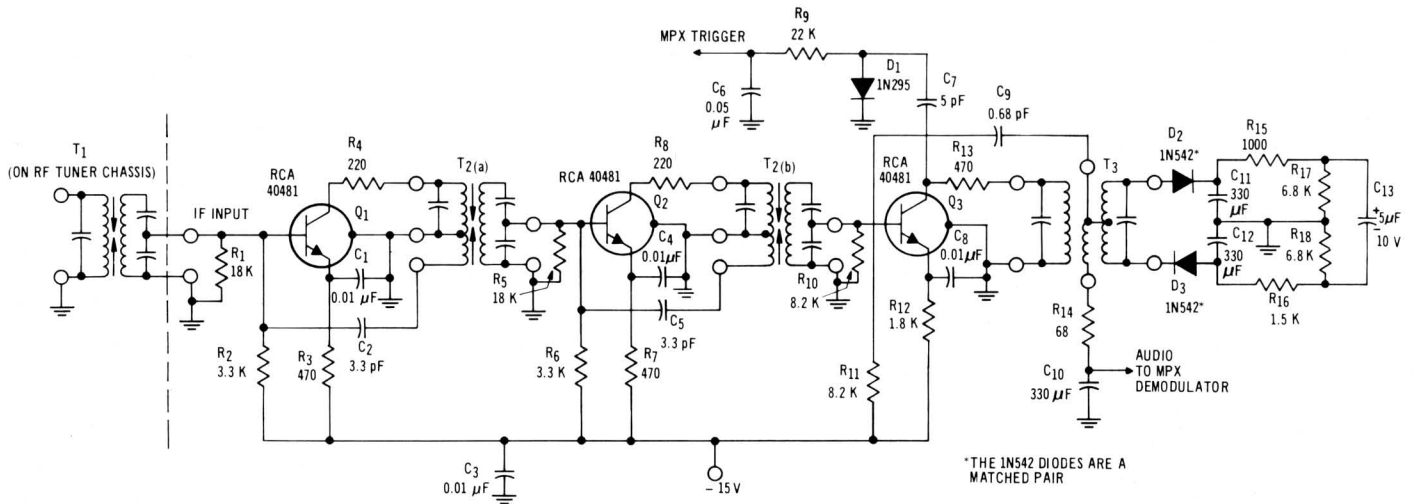 T1
(ON RF TUNER CHASSIS)
IF INPUT
R1
18K
R2
3.3 K
R3
470
C1
0.01 µF
C2
3.3 pF
R4
220
RCA
40481
Q1
T2(a)
R5
18 K
C3
0.01 µF
R6
3.3 K
R7
470
RCA 40481
Q2
R8
220
C4
0.01µF
C5
3.3 pF
T2(b)
R10
8.2 K
MPX TRIGGER
R9
22 K
C6
0.05
µF
D1
1N295
C7
5 pF
C9
0.68 pF
RCA
40481
Q3
R13
470
C8
0.01µF
R12
1.8 K
R11
8.2 K
-15V
T3
R14
68
C10
330 µF
AUDIO
TO MPX
DEMODULATOR
D2
1N542*
D3
1N542*
C11
330
µF
C12
330
µF
R15
1000
R16
1.5 K
R17
6.8 K
R18
6.8 K
C13
+5µF
-10 V
*THE 1N542 DIODES ARE A
MATCHED PAIR